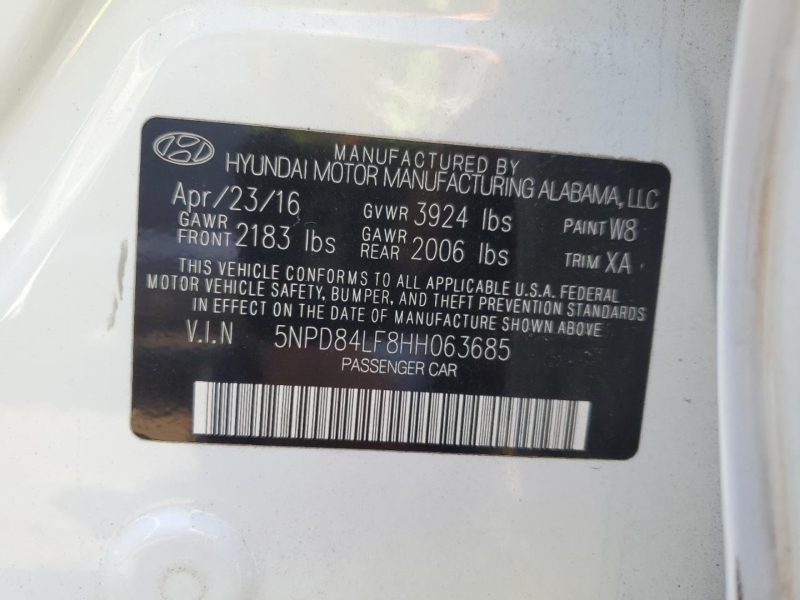 MANUFACTURED BY
HYUNDAI MOTOR MANUFACTURING ALABAMA, LLC
Apr/23/16 GVWR 3924 lbs PAINT W8
GAWR FRONT 2183 lbs GAWR REAR 2006 lbs TRIM XA
THIS VEHICLE CONFORMS TO ALL APPLICABLE U.S.A. FEDERAL
MOTOR VEHICLE SAFETY, BUMPER, AND THEFT PREVENTION STANDARDS
IN EFFECT ON THE DATE OF MANUFACTURE SHOWN ABOVE
V.I.N 5NPD84LF8HH063685
PASSENGER CAR